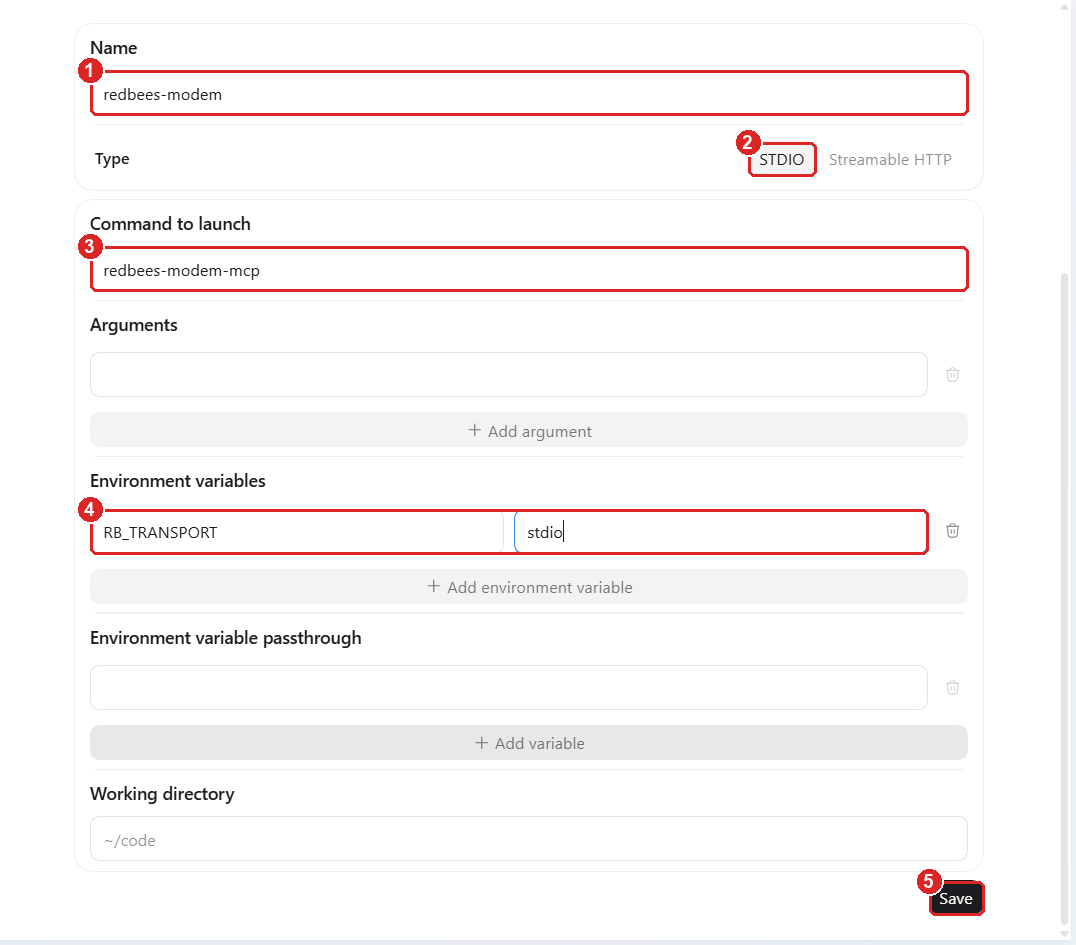 Name
1
redbees-modem
Type
2
STDIO
Streamable HTTP
Command to launch
3
redbees-modem-mcp
Arguments
+ Add argument
Environment variables
4
RB_TRANSPORT
stdio
+ Add environment variable
Environment variable passthrough
+ Add variable
Working directory
~/code
5
Save